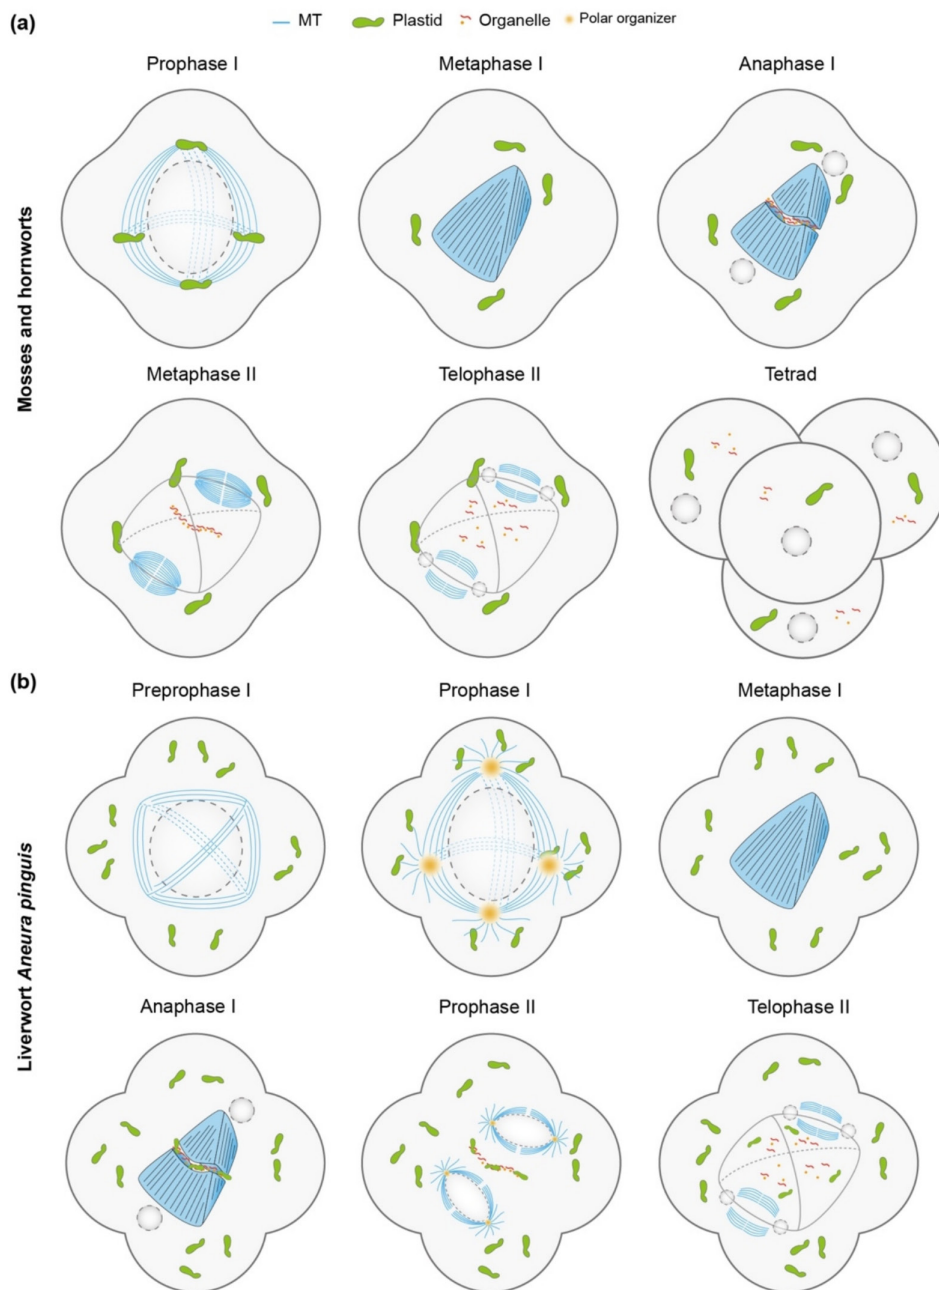 MT Plastid Organelle Polar organizer
(a)
Prophase I Metaphase I Anaphase I
Mosses and hornworts
Metaphase II Telophase II Tetrad
(b)
Preprophase I Prophase I Metaphase I
Liverwort Aneura pinguis
Anaphase I Prophase II Telophase II